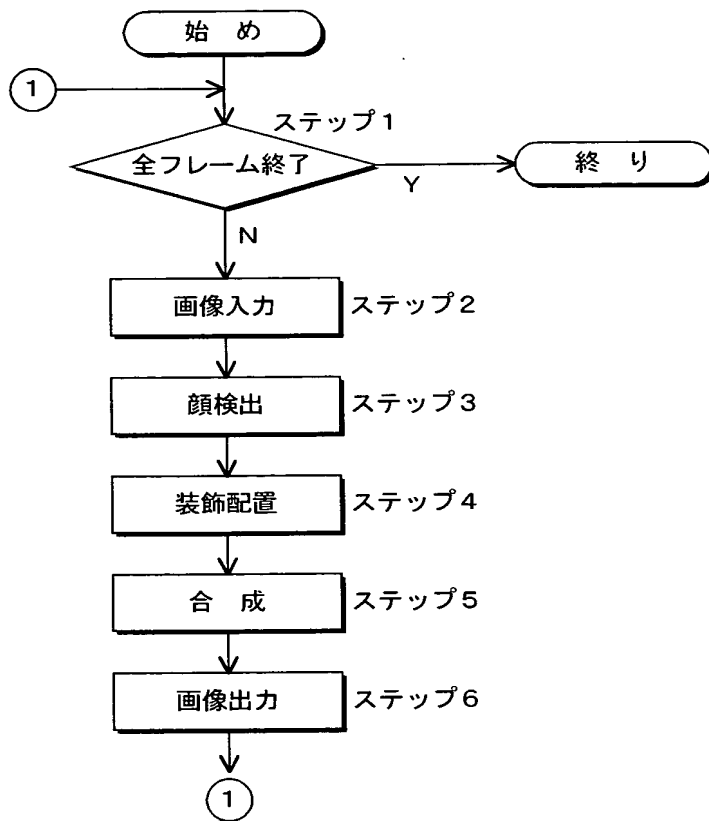 始 め
1
ステップ1
全フレーム終了
Y
終 り
N
画像入力
ステップ2
顔検出
ステップ3
装飾配置
ステップ4
合 成
ステップ5
画像出力
ステップ6
1